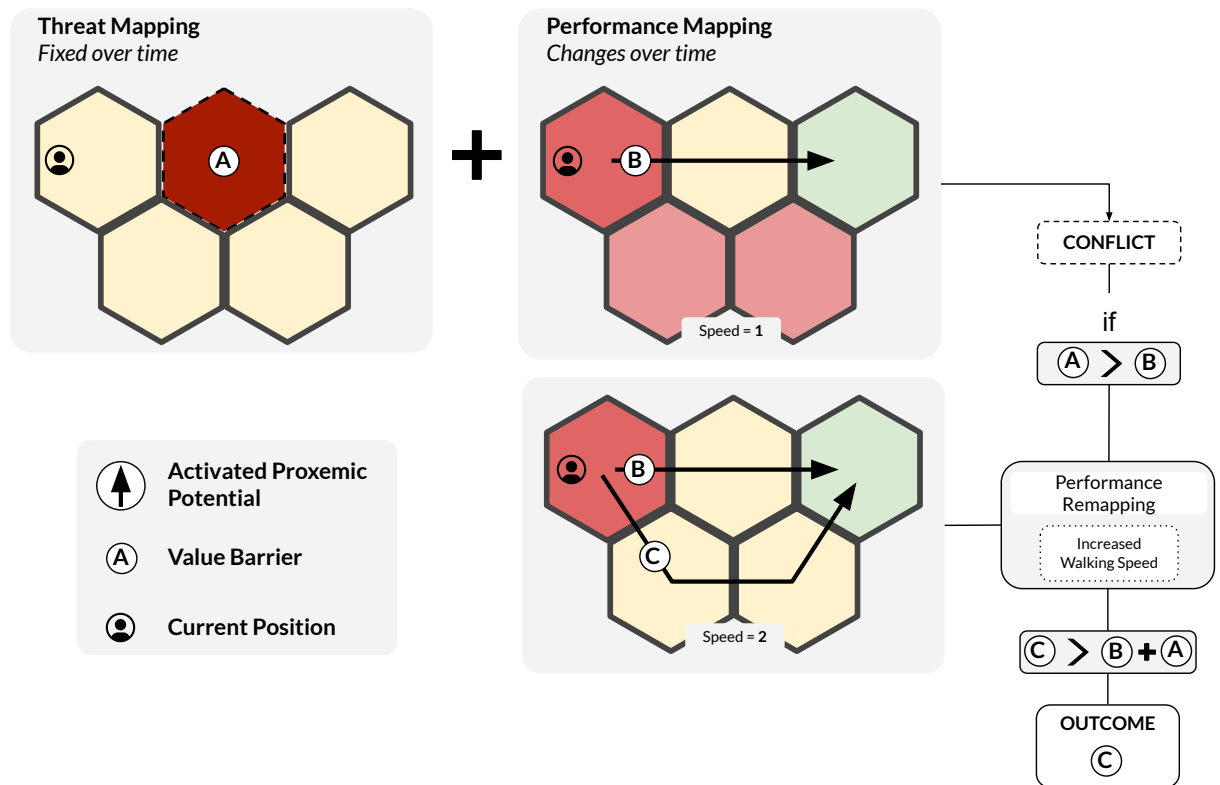 Threat Mapping
Fixed over time
A
Performance Mapping
Changes over time
B
Speed = 1
CONFLICT
if
A > B
B
C
Speed = 2
Performance
Remapping
Increased
Walking Speed
C > B + A
OUTCOME
C
Activated Proxemic
Potential
A Value Barrier
Current Position